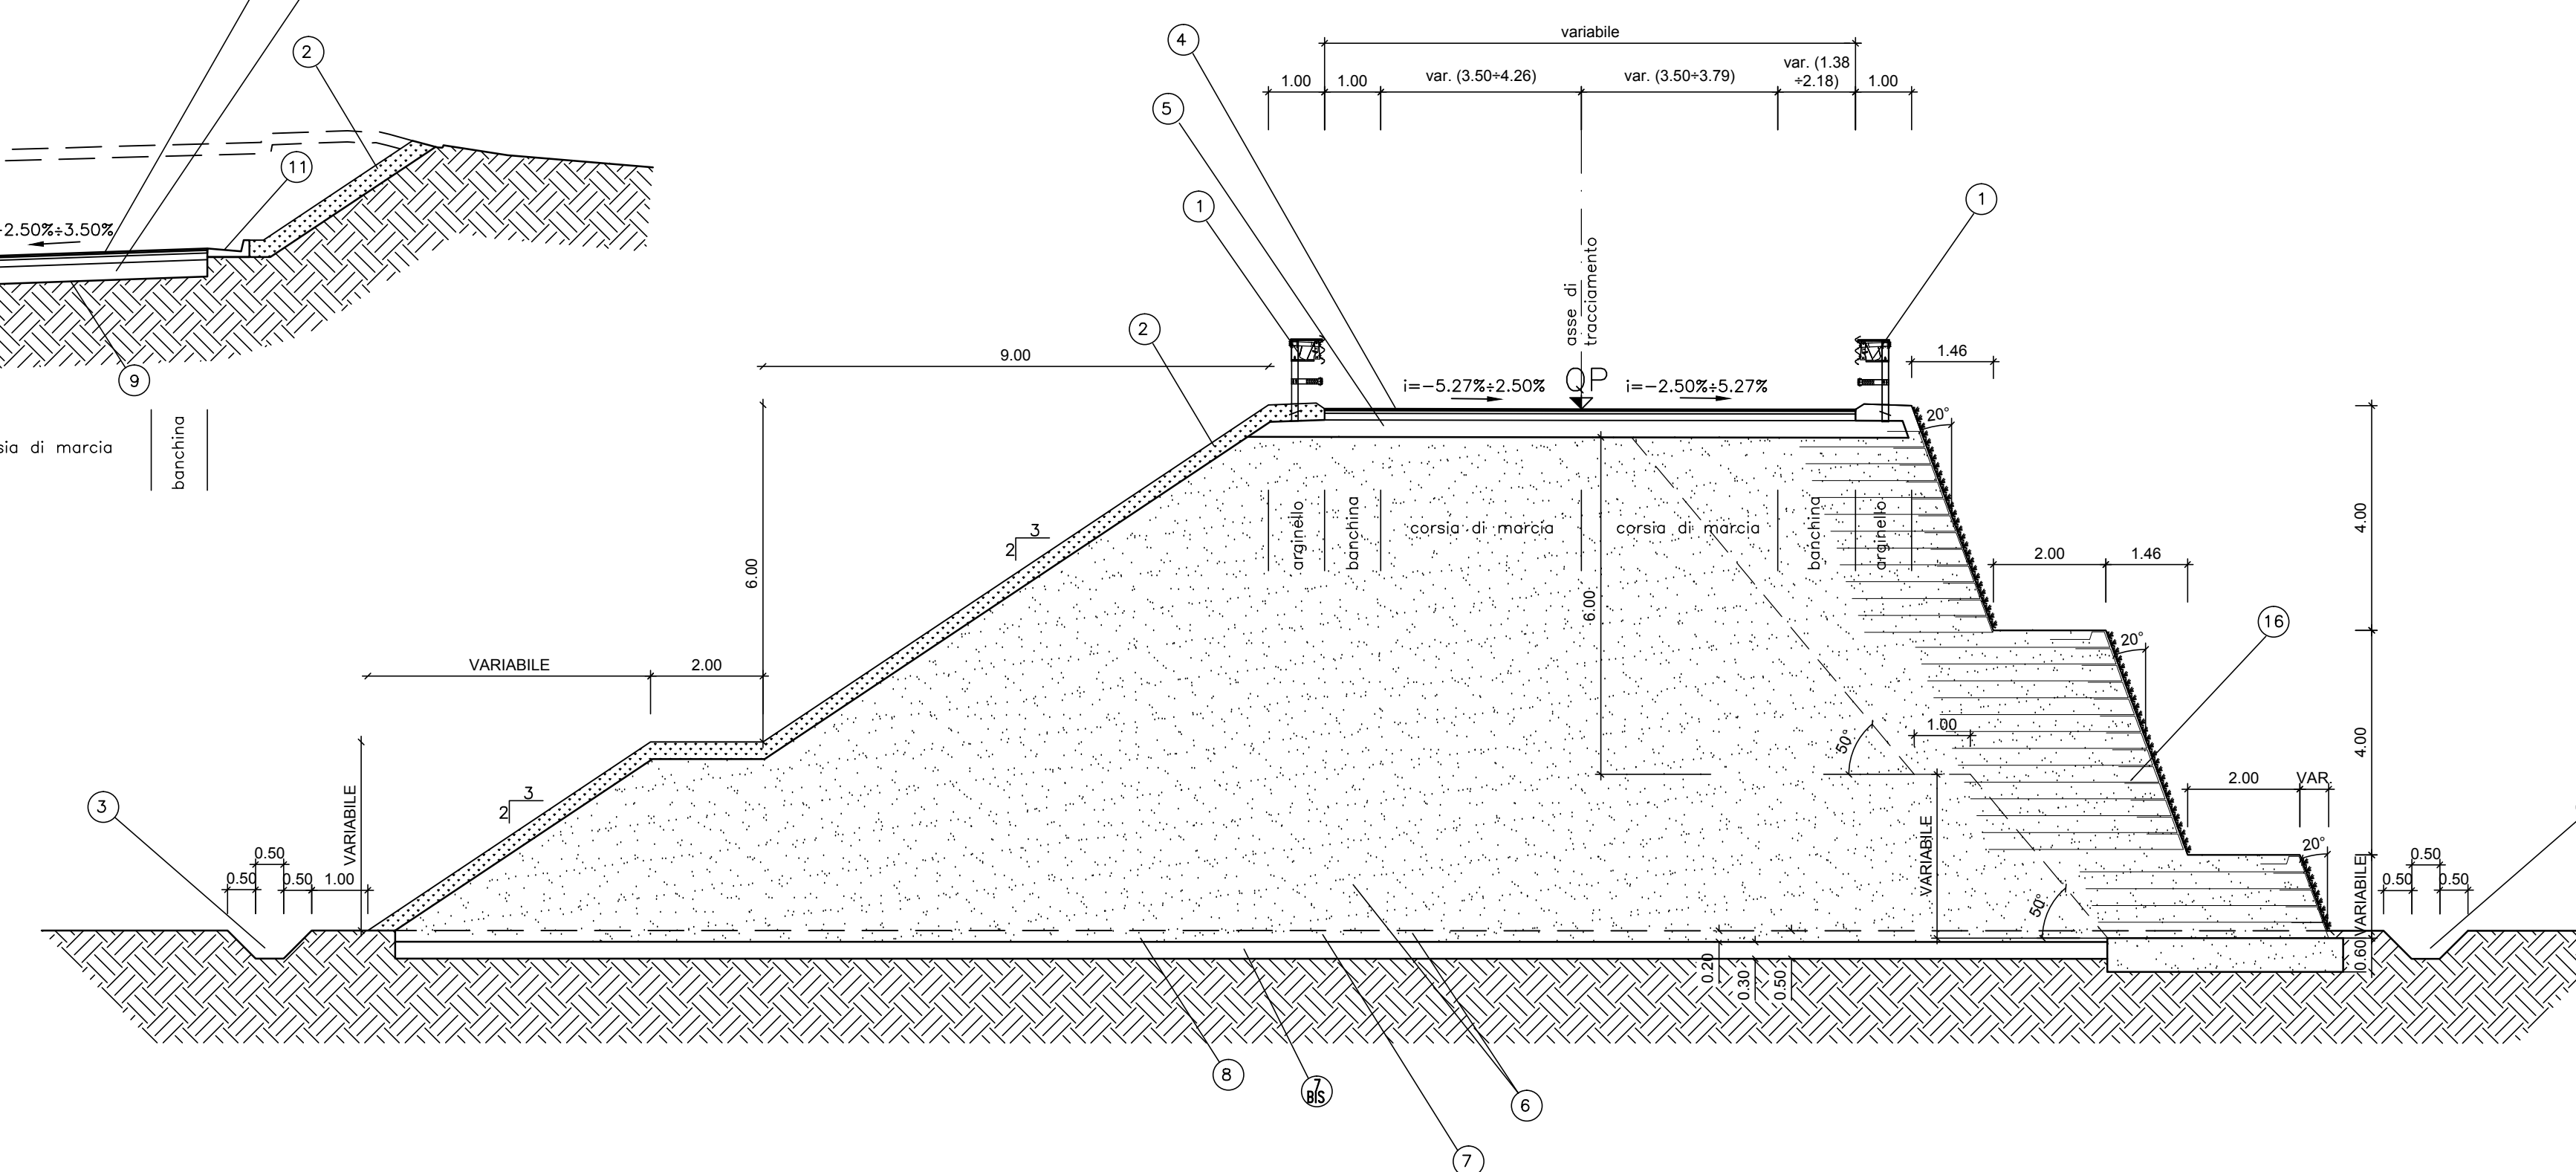 2
11
-2.50%÷3.50%
9
sia di marcia
banchina
4
5
1
2
variabile
1.00
1.00
var. (3.50÷4.26)
var. (3.50÷3.79)
var. (1.38
÷2.18)
1.00
asse di
tracciamento
1
9.00
i=-5.27%÷2.50%
QP
i=-2.50%÷5.27%
1.46
20°
3
2
6.00
arginello
banchina
corsia di marcia
corsia di marcia
banchina
arginello
4.00
6.00
2.00
1.46
20°
16
VARIABILE
2.00
1.00
50°
4.00
2.00
VAR.
3
2
3
VARIABILE
0.50
0.50
0.50
1.00
VARIABILE
50°
20°
VARIABILE
0.50
0.50
0.50
0.20
0.30
0.50
0.60
8
7
BIS
6
7